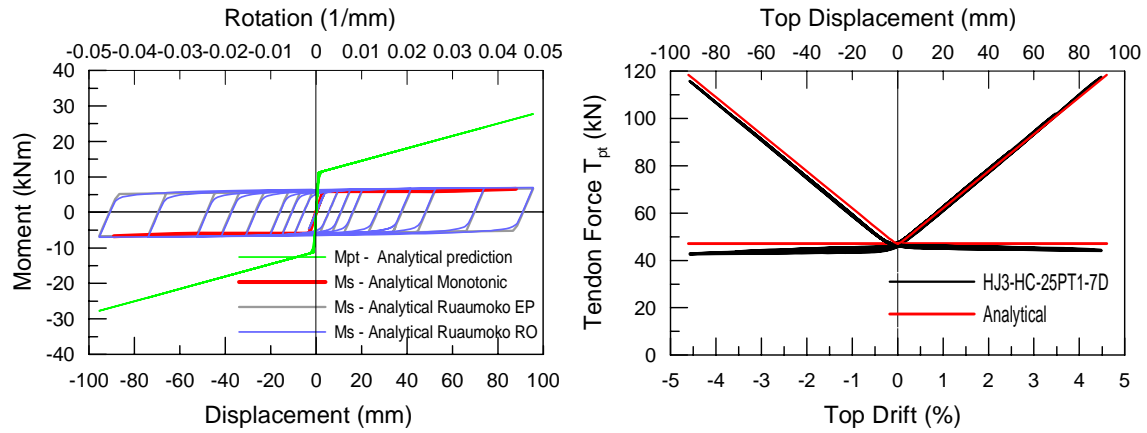 Rotation (1/mm)
-0.05 -0.03 -0.02 -0.01 0 0.01 0.02 0.03 0.05
40
30
20
10
0
-10
-20
-30
-40
Moment (kNm)
Mpt - Analytical prediction
Ms - Analytical Monotonic
Ms - Analytical Ruaumoko EP
Ms - Analytical Ruaumoko RO
-100 -80 -60 -40 -20 0 20 40 60 80 100
Displacement (mm)
Top Displacement (mm)
-100 -80 -60 -40 -20 0 20 40 60 80 100
120
100
80
60
40
20
0
Tendon Force Tpt (kN)
HJ3-HC-25PT1-7D
Analytical
-5 -4 -3 -2 -1 0 1 2 3 4 5
Top Drift (%)